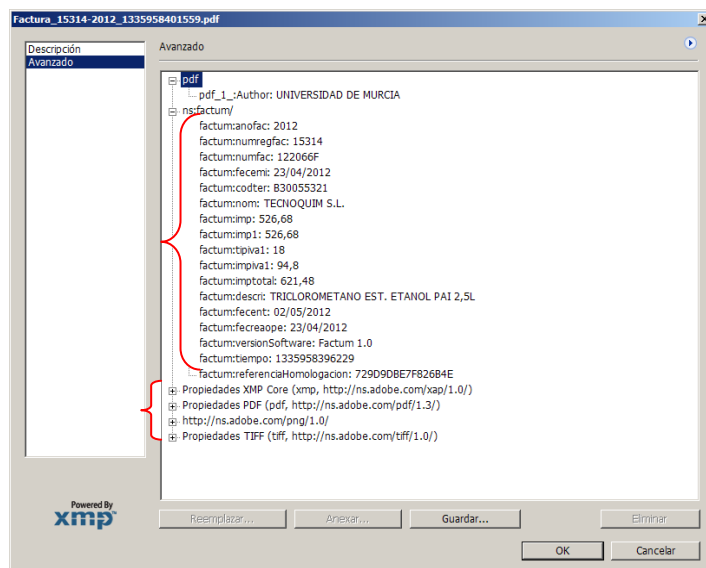 Factura_15314-2012_1335958401559.pdf
Descripción
Avanzado
Avanzado
pdf
pdf_1_:Author: UNIVERSIDAD DE MURCIA
ns:factum/
factum:anofac: 2012
factum:numregfac: 15314
factum:numfac: 122066F
factum:fecemi: 23/04/2012
factum:codter: B30055321
factum:nom: TECNOQUIM S.L.
factum:imp: 526,68
factum:imp1: 526,68
factum:tipiva1: 18
factum:impiva1: 94,8
factum:imptotal: 621,48
factum:descri: TRICLOROMETANO EST. ETANOL PAI 2,5L
factum:fecent: 02/05/2012
factum:fecreaope: 23/04/2012
factum:versionSoftware: Factum 1.0
factum:tiempo: 1335958396229
factum:referenciaHomologacion: 729D9DBE7F826B4E
Propiedades XMP Core (xmp, http://ns.adobe.com/xap/1.0/)
Propiedades PDF (pdf, http://ns.adobe.com/pdf/1.3/)
http://ns.adobe.com/png/1.0/
Propiedades TIFF (tiff, http://ns.adobe.com/tiff/1.0/)
Powered By
xmp™
Reemplazar...
Anexar...
Guardar...
Eliminar
OK
Cancelar